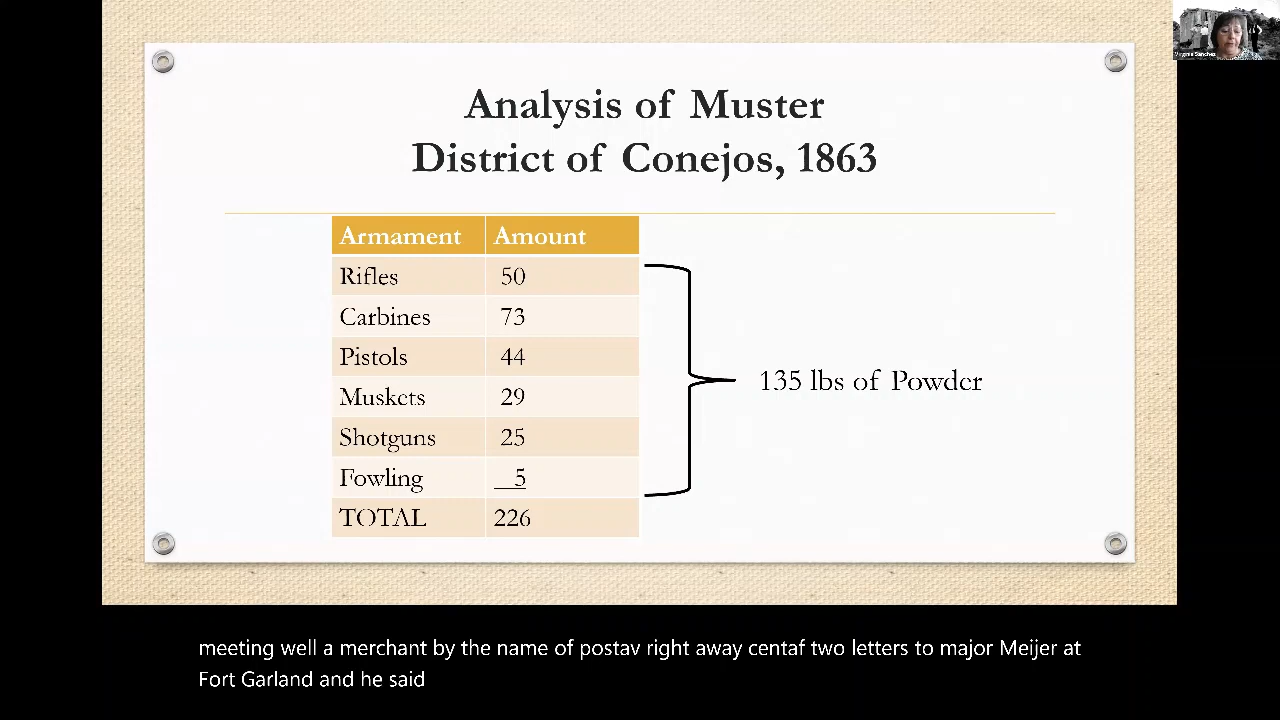 Virginia Sanchez
Analysis of Muster
District of Conejos, 1863
Armament Amount
Rifles 50
Carbines 73
Pistols 44
Muskets 29
Shotguns 25
Fowling 5
TOTAL 226
135 lbs of Powder
meeting well a merchant by the name of postav right away centaf two letters to major Meijer at
Fort Garland and he said